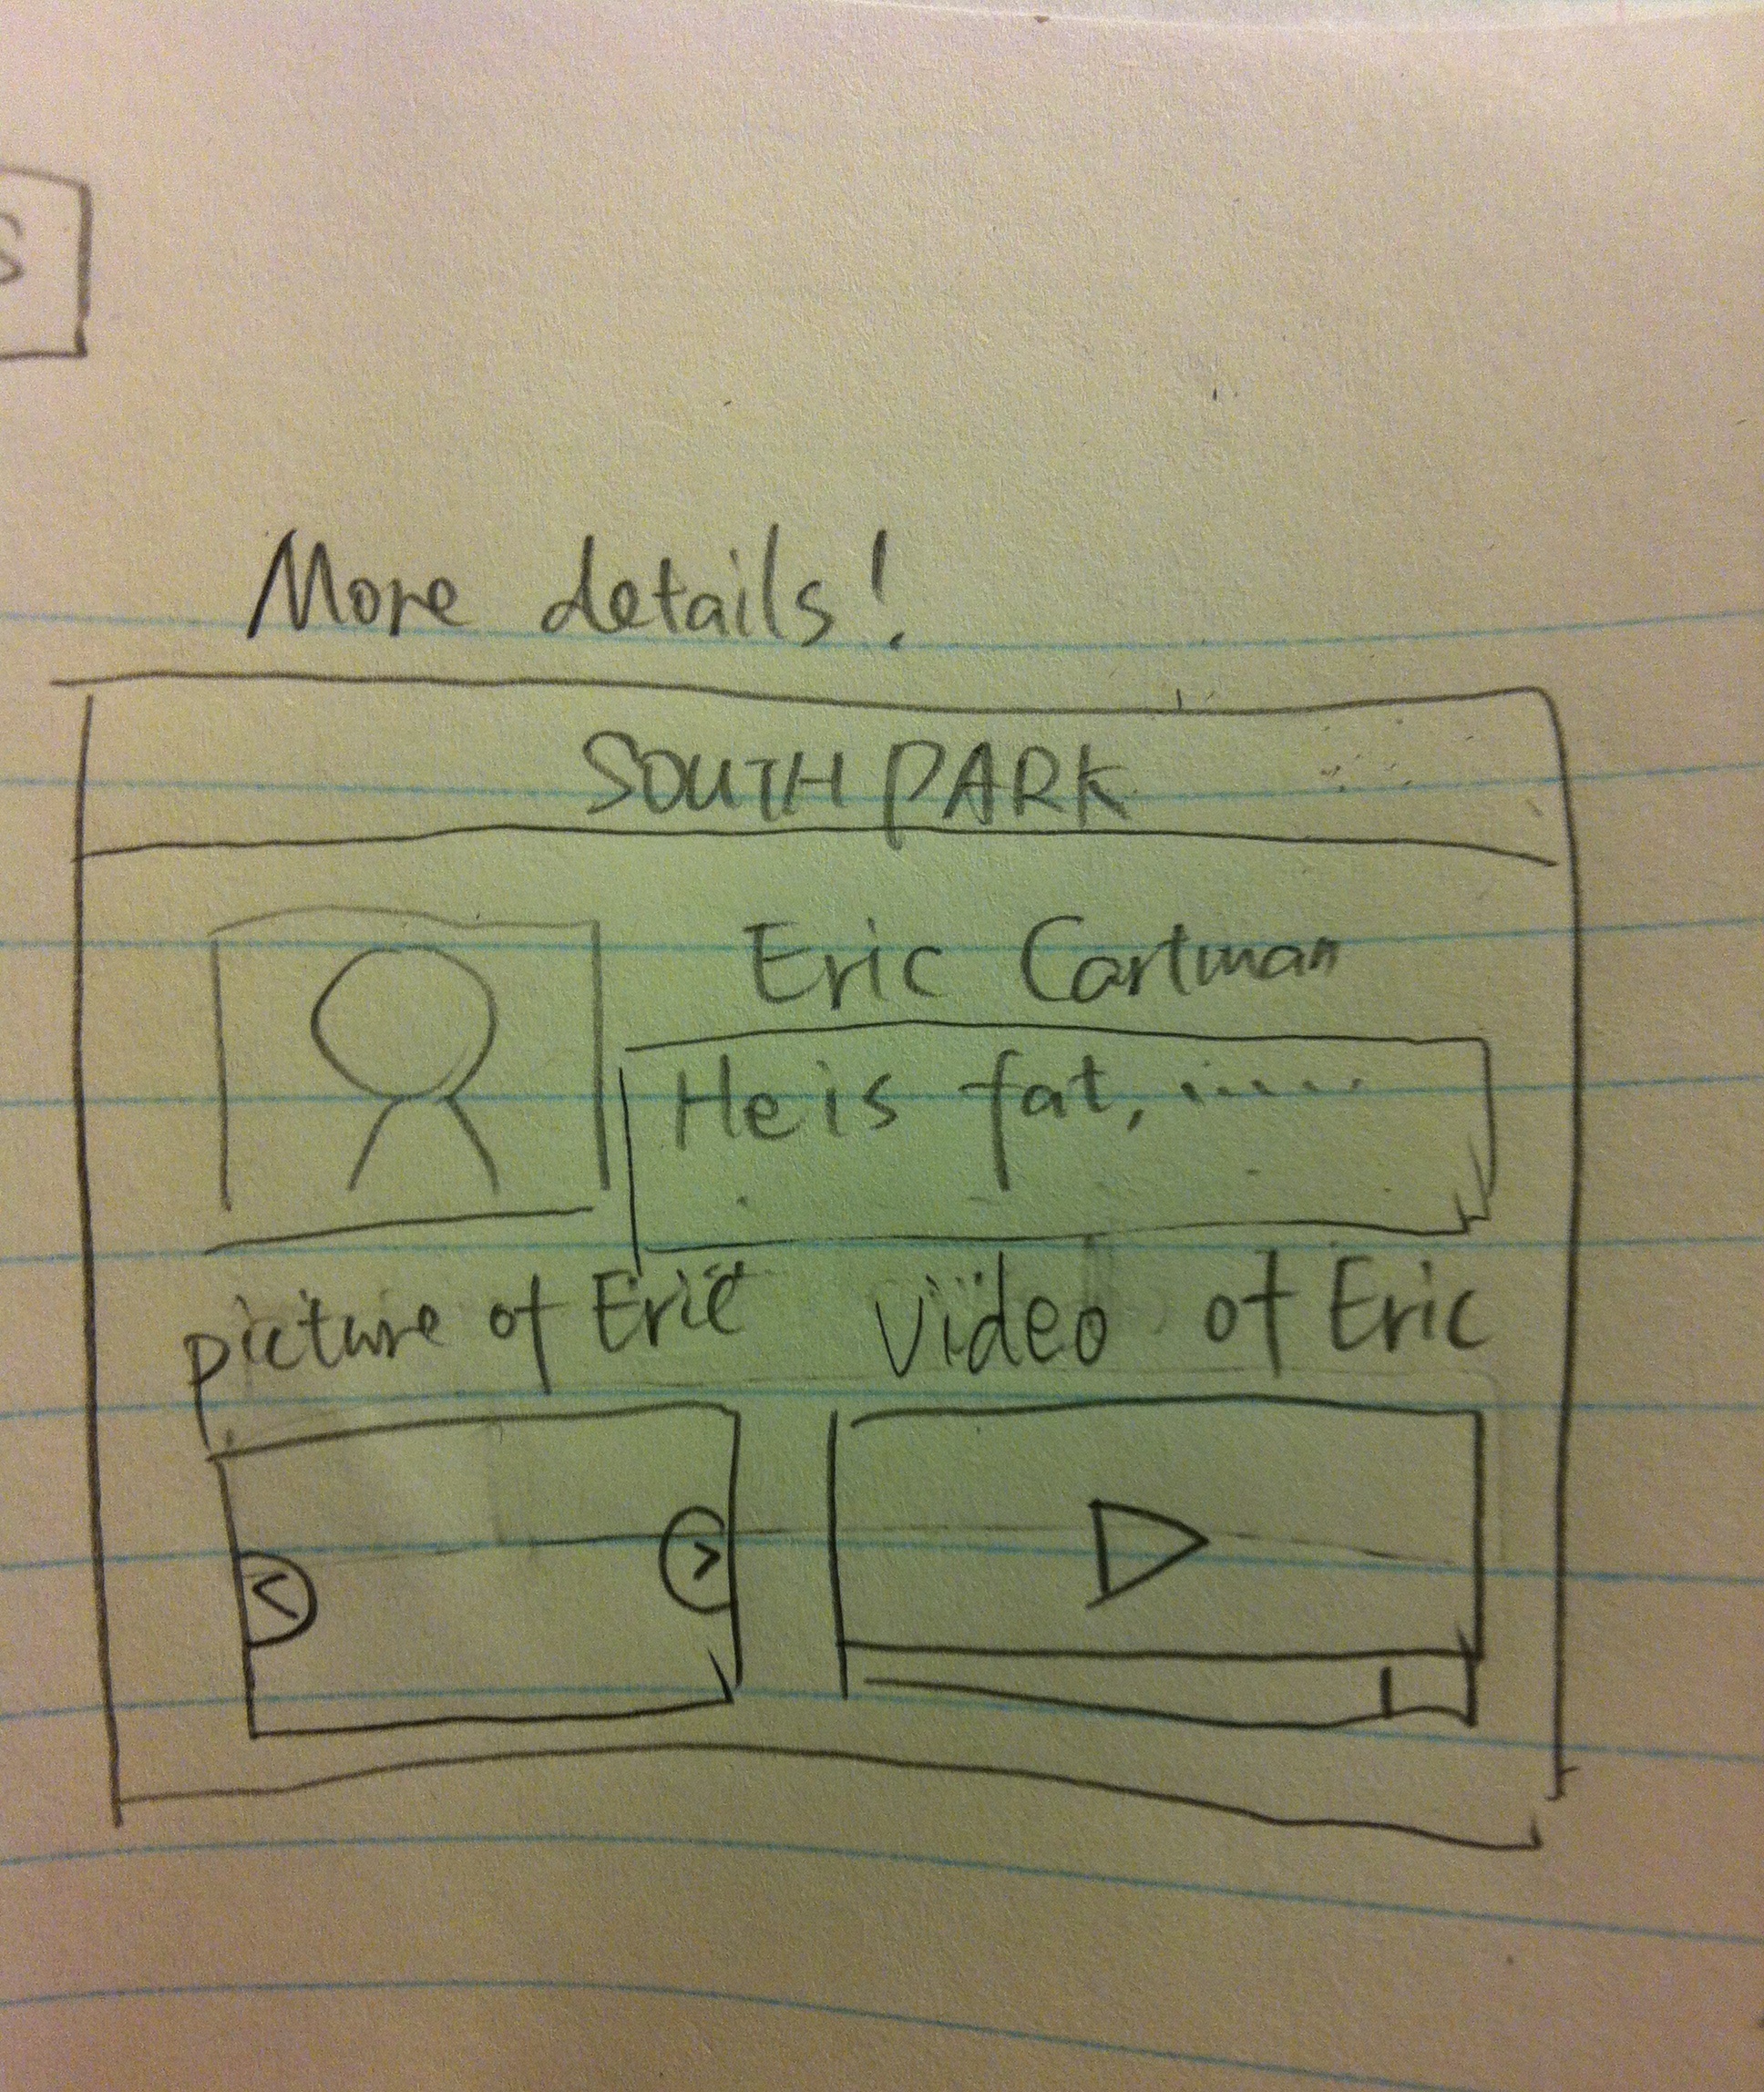 S
More details!
SOUTH PARK
Eric Cartman
He is fat, ......
picture of Eric
Video of Eric